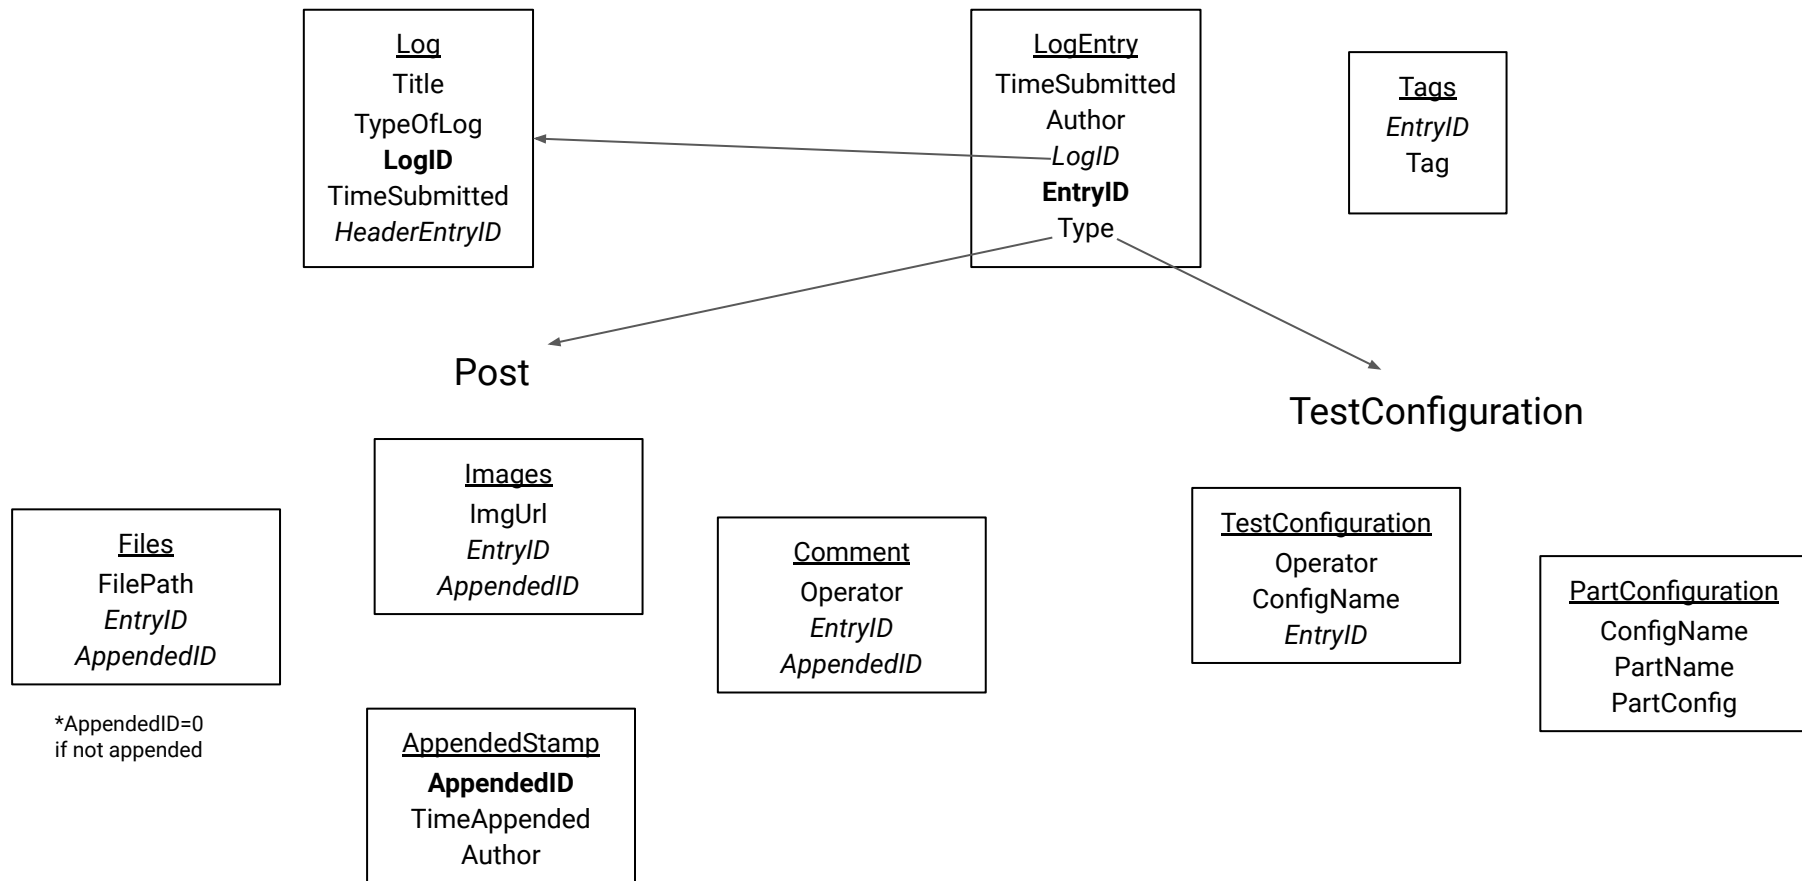 Log
Title
TypeOfLog
LogID
TimeSubmitted
HeaderEntryID
LogEntry
TimeSubmitted
Author
LogID
EntryID
Type
Tags
EntryID
Tag
Post
TestConfiguration
Files
FilePath
EntryID
AppendedID
*AppendedID=0
if not appended
Images
ImgUrl
EntryID
AppendedID
AppendedStamp
AppendedID
TimeAppended
Author
Comment
Operator
EntryID
AppendedID
TestConfiguration
Operator
ConfigName
EntryID
PartConfiguration
ConfigName
PartName
PartConfig